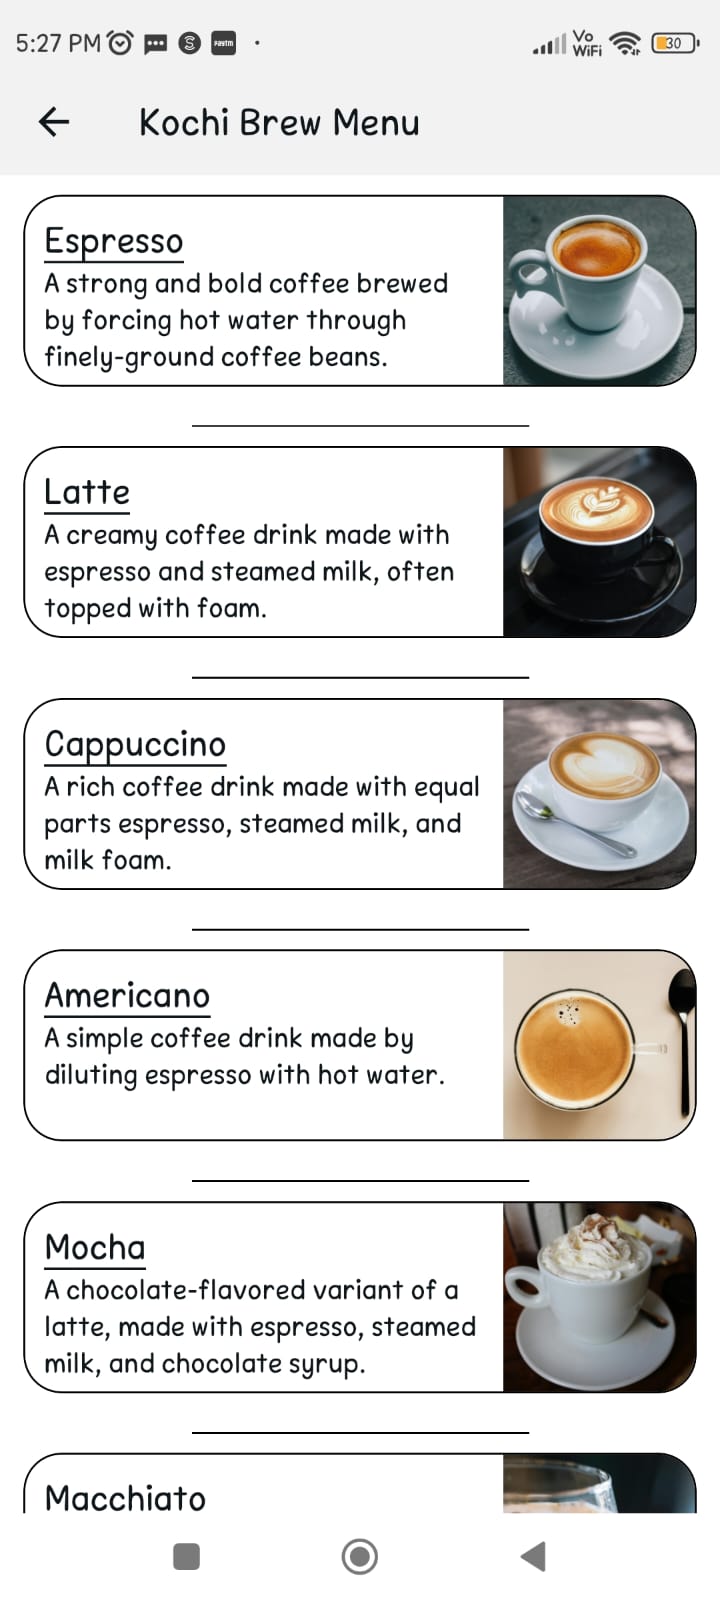 5:27 PM
paytm
Vo
WiFi
30
Kochi Brew Menu
Espresso
A strong and bold coffee brewed
by forcing hot water through
finely-ground coffee beans.
Latte
A creamy coffee drink made with
espresso and steamed milk, often
topped with foam.
Cappuccino
A rich coffee drink made with equal
parts espresso, steamed milk, and
milk foam.
Americano
A simple coffee drink made by
diluting espresso with hot water.
Mocha
A chocolate-flavored variant of a
latte, made with espresso, steamed
milk, and chocolate syrup.
Macchiato